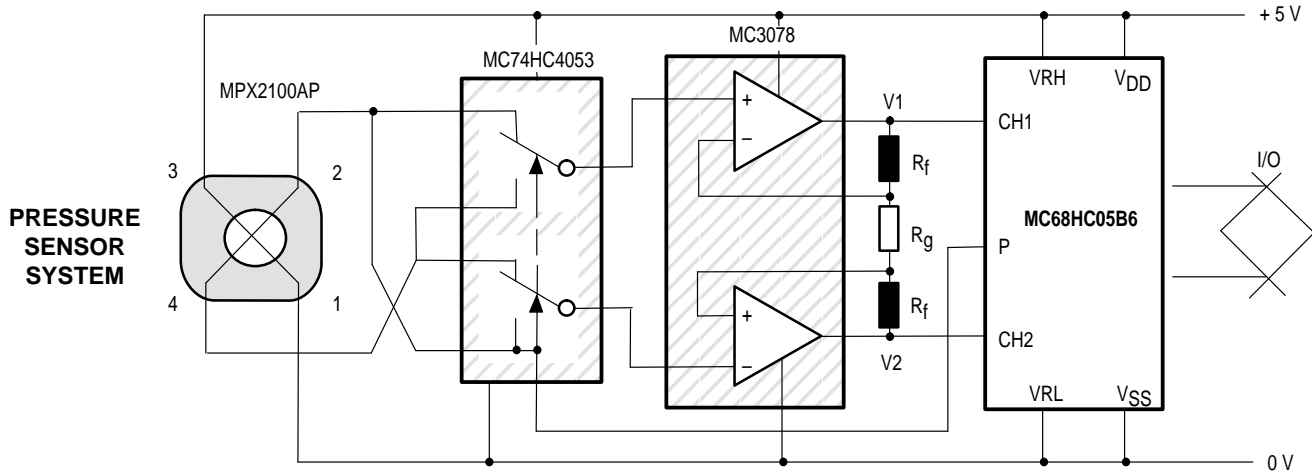 + 5 V
MC3078
MC74HC4053
MPX2100AP
VRH
VDD
V1
CH1
+
−
I/O
Rf
3
2
PRESSURE
SENSOR
SYSTEM
MC68HC05B6
Rg
P
4
1
Rf
+
−
CH2
V2
VRL
VSS
0 V